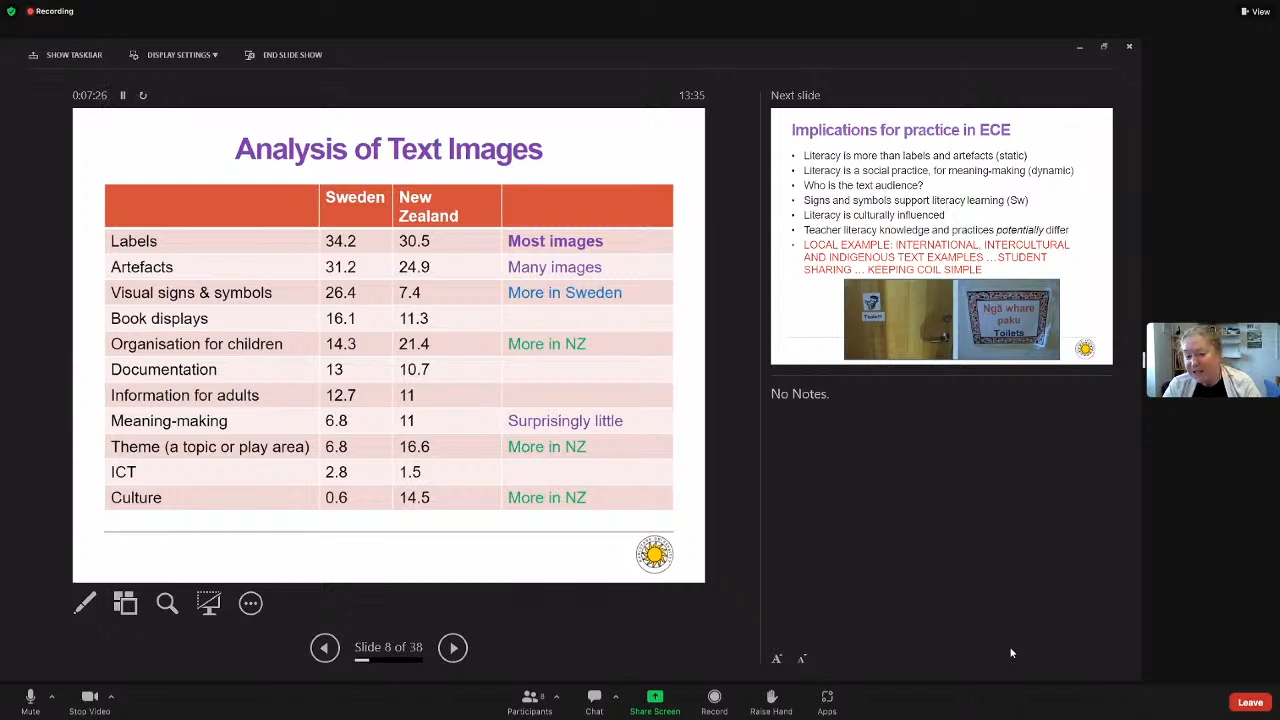 Recording
View
SHOW TASKBAR
DISPLAY SETTINGS ▾
END SLIDE SHOW
0:07:26
13:35
Analysis of Text Images
Sweden New Zealand
Labels 34.2 30.5 Most images
Artefacts 31.2 24.9 Many images
Visual signs & symbols 26.4 7.4 More in Sweden
Book displays 16.1 11.3
Organisation for children 14.3 21.4 More in NZ
Documentation 13 10.7
Information for adults 12.7 11
Meaning-making 6.8 11 Surprisingly little
Theme (a topic or play area) 6.8 16.6 More in NZ
ICT 2.8 1.5
Culture 0.6 14.5 More in NZ
Slide 8 of 38
Next slide
Implications for practice in ECE
• Literacy is more than labels and artefacts (static)
• Literacy is a social practice, for meaning-making (dynamic)
• Who is the text audience?
• Signs and symbols support literacy learning (Sw)
• Literacy is culturally influenced
• Teacher literacy knowledge and practices potentially differ
• LOCAL EXAMPLE: INTERNATIONAL, INTERCULTURAL
AND INDIGENOUS TEXT EXAMPLES …STUDENT
SHARING … KEEPING COIL SIMPLE
Ngā whare
paku
Toilets
No Notes.
A A
Mute
Stop Video
Participants 8
Chat
Share Screen
Record
Raise Hand
Apps
Leave